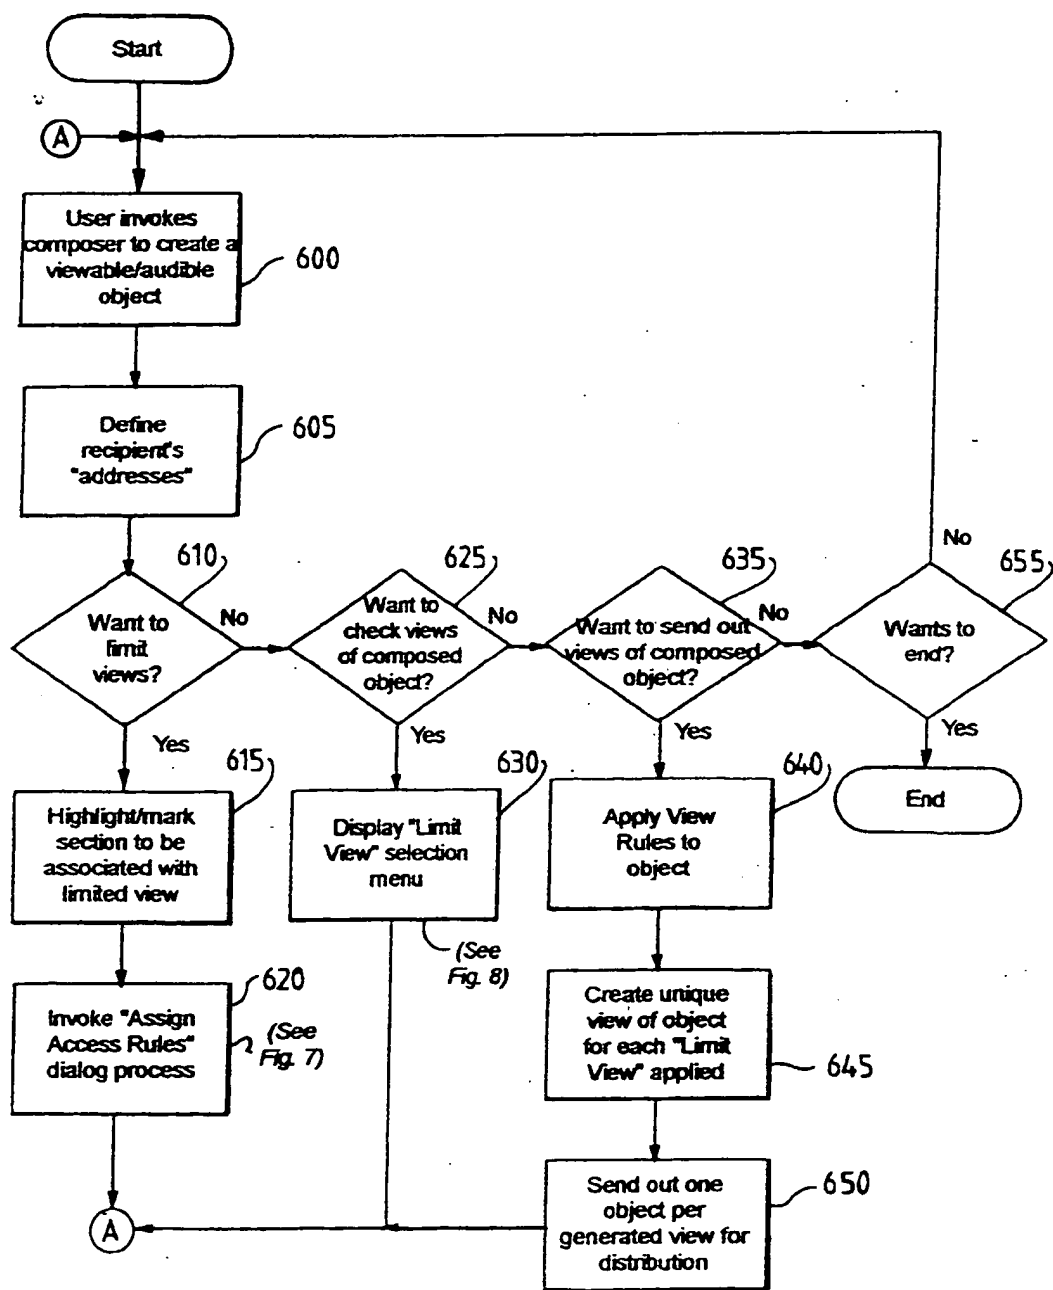 Start
A
User invokes
composer to create a
viewable/audible
object
600
Define
recipient's
"addresses"
605
610
Want to
limit
views?
No
Yes
625
Want to
check views
of composed
object?
No
Yes
635
Want to send out
views of composed
object?
No
Yes
No
655
Wants to
end?
Yes
End
615
Highlight/mark
section to be
associated with
limited view
630
Display "Limit
View" selection
menu
(See
Fig. 8)
640
Apply View
Rules to
object
620
Invoke "Assign
Access Rules"
dialog process
(See
Fig. 7)
Create unique
view of object
for each "Limit
View" applied
645
Send out one
object per
generated view for
distribution
650
A